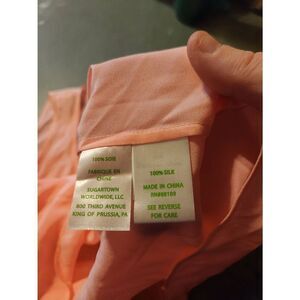 100% SOIE
FABRIQUE EN
CHINE
SUGARTOWN
WORLDWIDE, LLC
800 THIRD AVENUE
KING OF PRUSSIA, PA
100% SILK
MADE IN CHINA
SEE REVERSE
FOR CARE